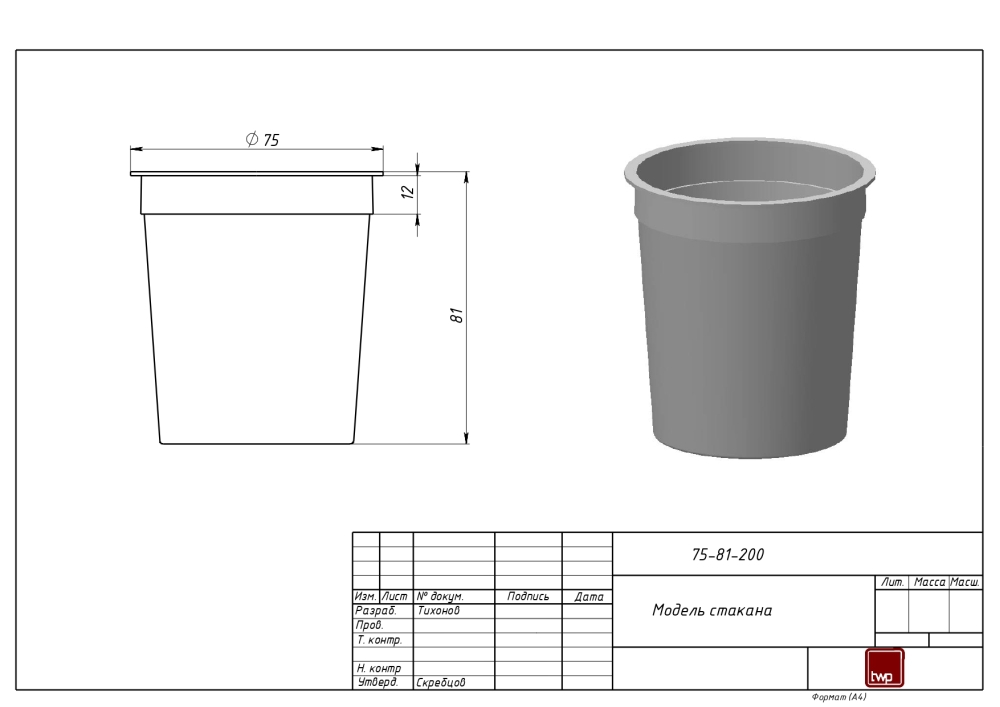 Ø 75
12
81
75-81-200
Лит. Масса Масш.
Изм. Лист № докум. Подпись Дата
Разраб. Тихонов
Модель стакана
Пров.
Т. контр.
Н. контр
Утверд. Скребцов
twp
Формат (А4)